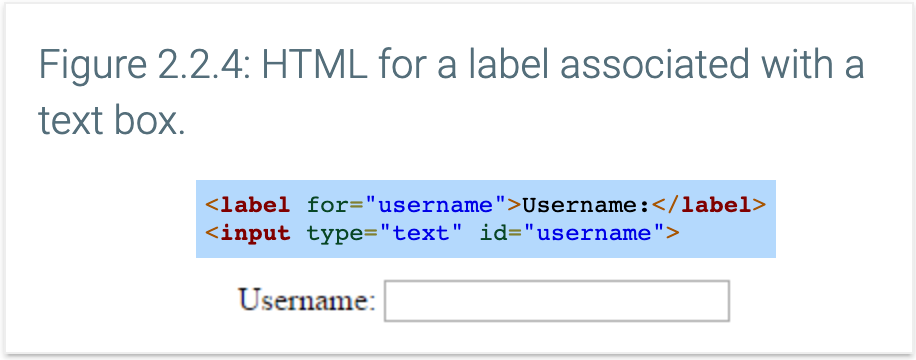 Figure 2.2.4: HTML for a label associated with a
text box.
<label for="username">Username:</label>
<input type="text" id="username">
Username: